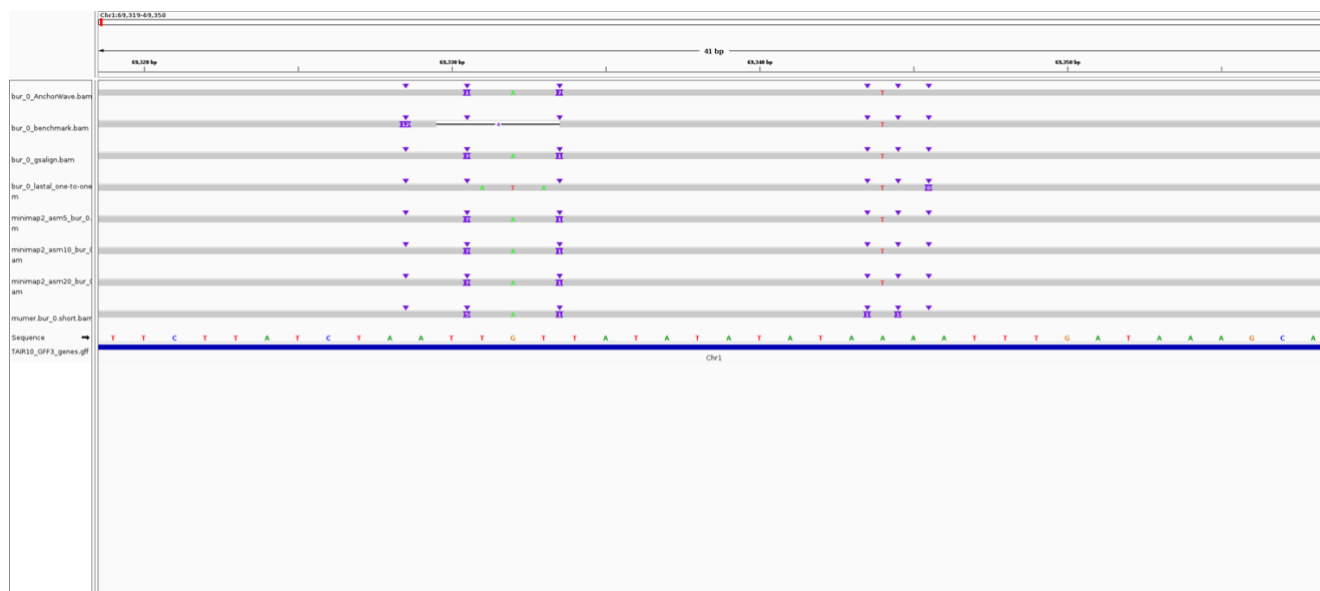 Chr1:69,319-69,350
41 bp
69,320 bp 69,330 bp 69,340 bp 69,350 bp
bur_0_AnchorWave.bam
A T
bur_0_benchmark.bam
T
bur_0_gsalign.bam
A T
bur_0_lastal_one-to-one
m
A T A T
minimap2_asm5_bur_0.
m
A T
minimap2_asm10_bur_0
am
A T
minimap2_asm20_bur_0
am
A T
mumer.bur_0.short.bam
A
Sequence
T T C T T A T C T A A T T G T T A T A T A T A T A A A A T T T G A T A A A G C A
TAIR10_GFF3_genes.gff
Chr1